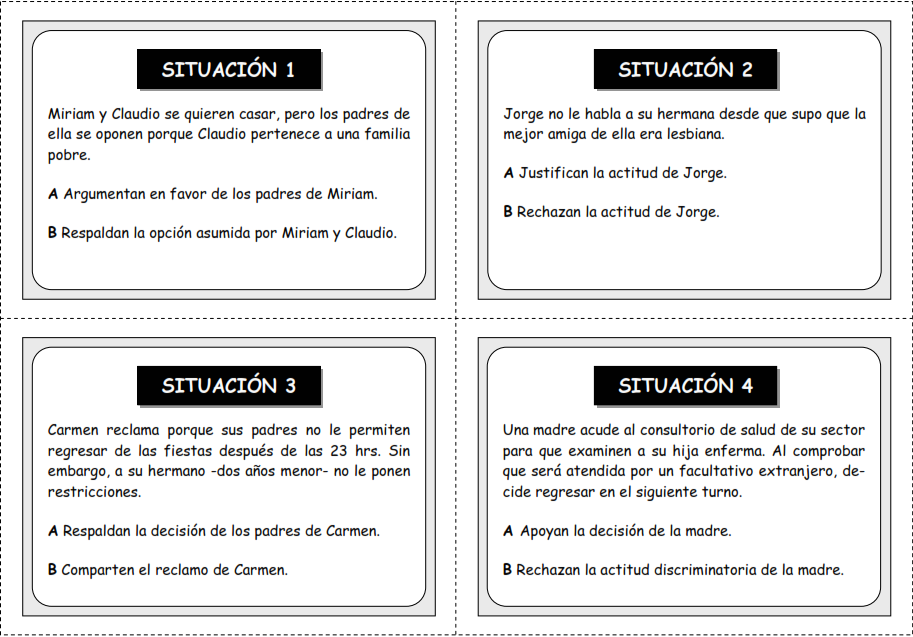 SITUACIÓN 1
Miriam y Claudio se quieren casar, pero los padres de
ella se oponen porque Claudio pertenece a una familia
pobre.
A Argumentan en favor de los padres de Miriam.
B Respaldan la opción asumida por Miriam y Claudio.
SITUACIÓN 2
Jorge no le habla a su hermana desde que supo que la
mejor amiga de ella era lesbiana.
A Justifican la actitud de Jorge.
B Rechazan la actitud de Jorge.
SITUACIÓN 3
Carmen reclama porque sus padres no le permiten
regresar de las fiestas después de las 23 hrs. Sin
embargo, a su hermano -dos años menor- no le ponen
restricciones.
A Respaldan la decisión de los padres de Carmen.
B Comparten el reclamo de Carmen.
SITUACIÓN 4
Una madre acude al consultorio de salud de su sector
para que examinen a su hija enferma. Al comprobar
que será atendida por un facultativo extranjero, de-
cide regresar en el siguiente turno.
A Apoyan la decisión de la madre.
B Rechazan la actitud discriminatoria de la madre.